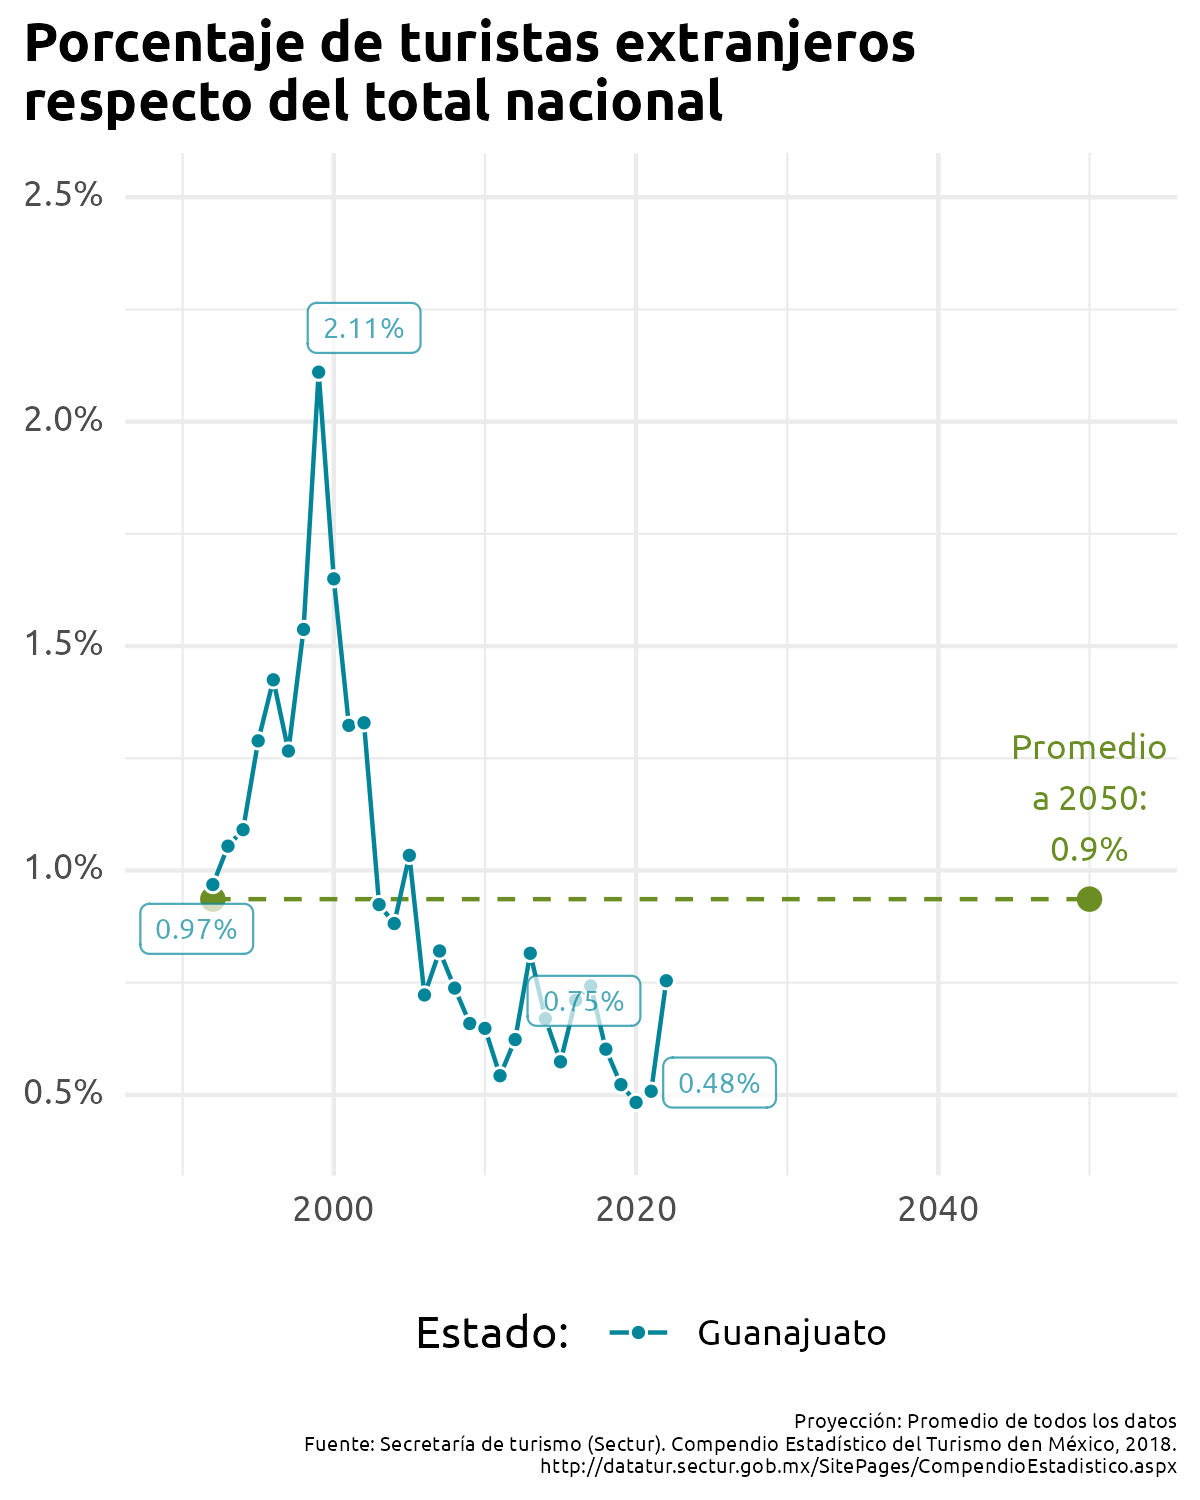 Porcentaje de turistas extranjeros
respecto del total nacional
2.5%
2.11%
2.0%
1.5%
Promedio
a 2050:
0.9%
1.0%
0.97%
0.75%
0.48%
0.5%
2000
2020
2040
Estado:
Guanajuato
Proyección: Promedio de todos los datos
Fuente: Secretaría de turismo (Sectur). Compendio Estadístico del Turismo den México, 2018.
http://datatur.sectur.gob.mx/SitePages/CompendioEstadistico.aspx